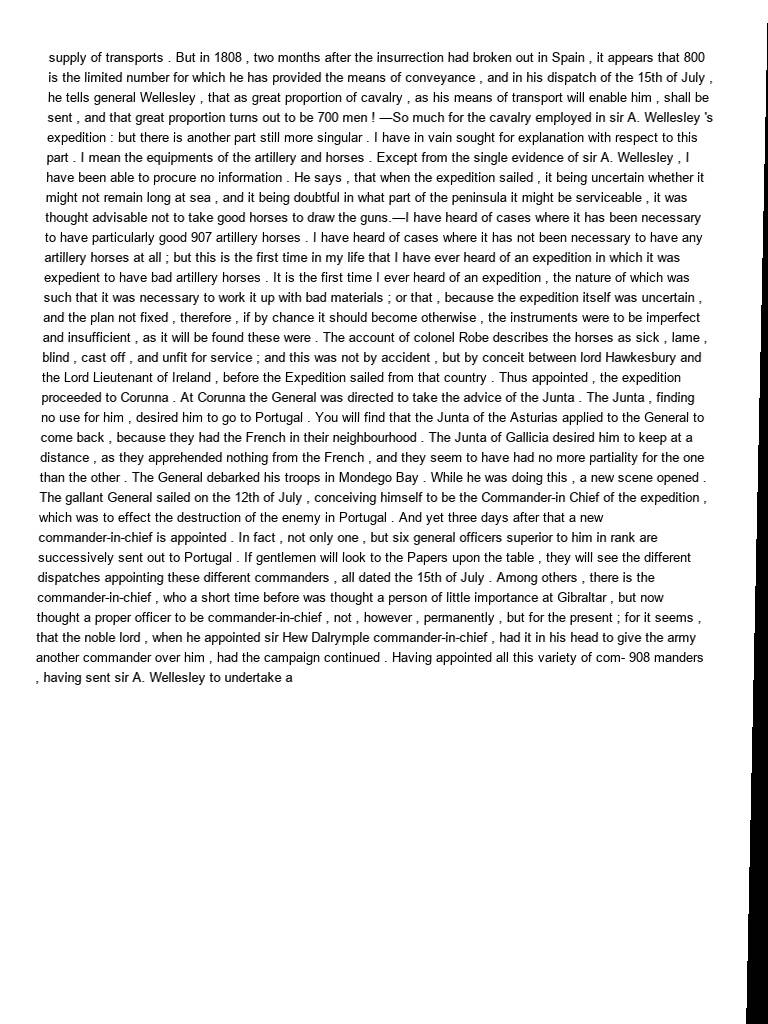 supply of transports . But in 1808 , two months after the insurrection had broken out in Spain , it appears that 800
is the limited number for which he has provided the means of conveyance , and in his dispatch of the 15th of July ,
he tells general Wellesley , that as great proportion of cavalry , as his means of transport will enable him , shall be
sent , and that great proportion turns out to be 700 men ! —So much for the cavalry employed in sir A. Wellesley 's
expedition : but there is another part still more singular . I have in vain sought for explanation with respect to this
part . I mean the equipments of the artillery and horses . Except from the single evidence of sir A. Wellesley , I
have been able to procure no information . He says , that when the expedition sailed , it being uncertain whether it
might not remain long at sea , and it being doubtful in what part of the peninsula it might be serviceable , it was
thought advisable not to take good horses to draw the guns.—I have heard of cases where it has been necessary
to have particularly good 907 artillery horses . I have heard of cases where it has not been necessary to have any
artillery horses at all ; but this is the first time in my life that I have ever heard of an expedition in which it was
expedient to have bad artillery horses . It is the first time I ever heard of an expedition , the nature of which was
such that it was necessary to work it up with bad materials ; or that , because the expedition itself was uncertain ,
and the plan not fixed , therefore , if by chance it should become otherwise , the instruments were to be imperfect
and insufficient , as it will be found these were . The account of colonel Robe describes the horses as sick , lame ,
blind , cast off , and unfit for service ; and this was not by accident , but by conceit between lord Hawkesbury and
the Lord Lieutenant of Ireland , before the Expedition sailed from that country . Thus appointed , the expedition
proceeded to Corunna . At Corunna the General was directed to take the advice of the Junta . The Junta , finding
no use for him , desired him to go to Portugal . You will find that the Junta of the Asturias applied to the General to
come back , because they had the French in their neighbourhood . The Junta of Gallicia desired him to keep at a
distance , as they apprehended nothing from the French , and they seem to have had no more partiality for the one
than the other . The General debarked his troops in Mondego Bay . While he was doing this , a new scene opened .
The gallant General sailed on the 12th of July , conceiving himself to be the Commander-in Chief of the expedition ,
which was to effect the destruction of the enemy in Portugal . And yet three days after that a new
commander-in-chief is appointed . In fact , not only one , but six general officers superior to him in rank are
successively sent out to Portugal . If gentlemen will look to the Papers upon the table , they will see the different
dispatches appointing these different commanders , all dated the 15th of July . Among others , there is the
commander-in-chief , who a short time before was thought a person of little importance at Gibraltar , but now
thought a proper officer to be commander-in-chief , not , however , permanently , but for the present ; for it seems ,
that the noble lord , when he appointed sir Hew Dalrymple commander-in-chief , had it in his head to give the army
another commander over him , had the campaign continued . Having appointed all this variety of com- 908 manders
, having sent sir A. Wellesley to undertake a